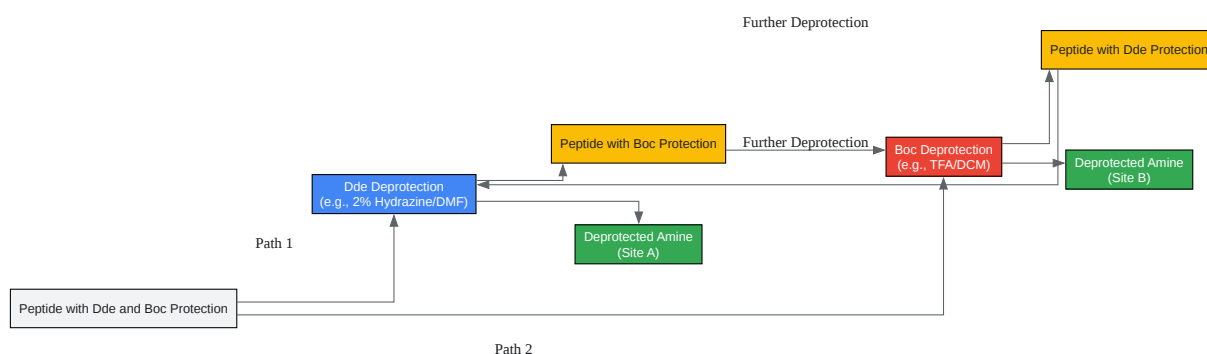 Further Deprotection
Peptide with Dde Protection
Peptide with Boc Protection
Further Deprotection
Boc Deprotection
(e.g., TFA/DCM)
Deprotected Amine
(Site B)
Dde Deprotection
(e.g., 2% Hydrazine/DMF)
Deprotected Amine
(Site A)
Path 1
Peptide with Dde and Boc Protection
Path 2